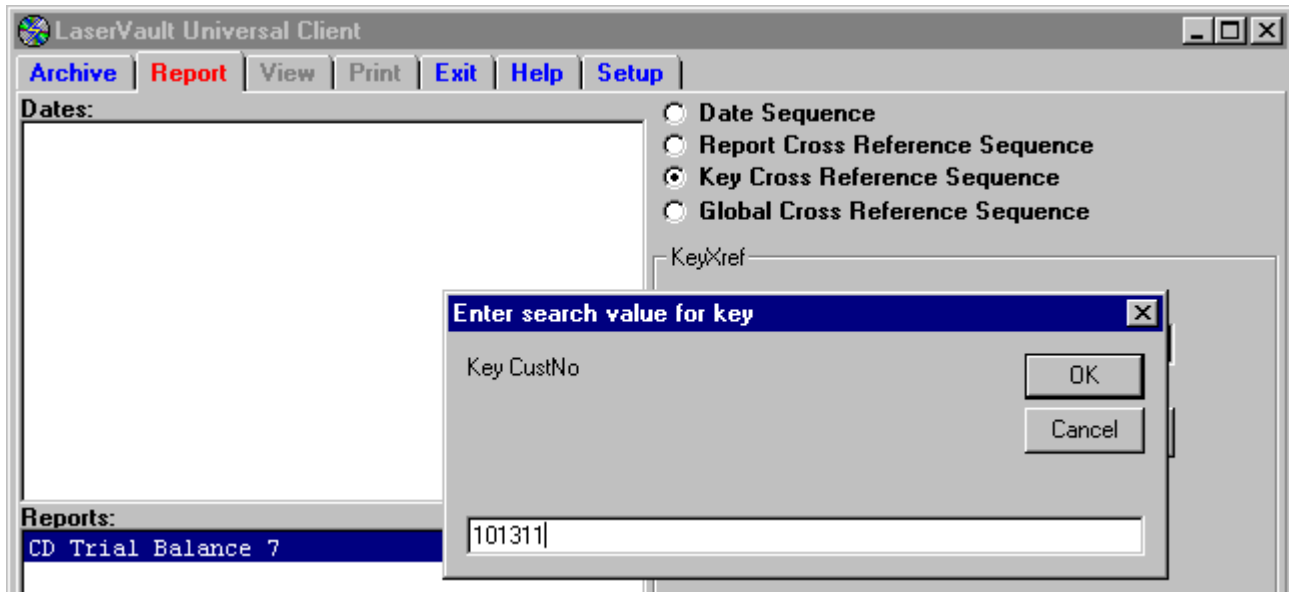 LaserVault Universal Client
Archive Report View Print Exit Help Setup
Dates:
Date Sequence
Report Cross Reference Sequence
Key Cross Reference Sequence
Global Cross Reference Sequence
KeyXref
Enter search value for key
Key CustNo
OK
Cancel
101311
Reports:
CD Trial Balance 7